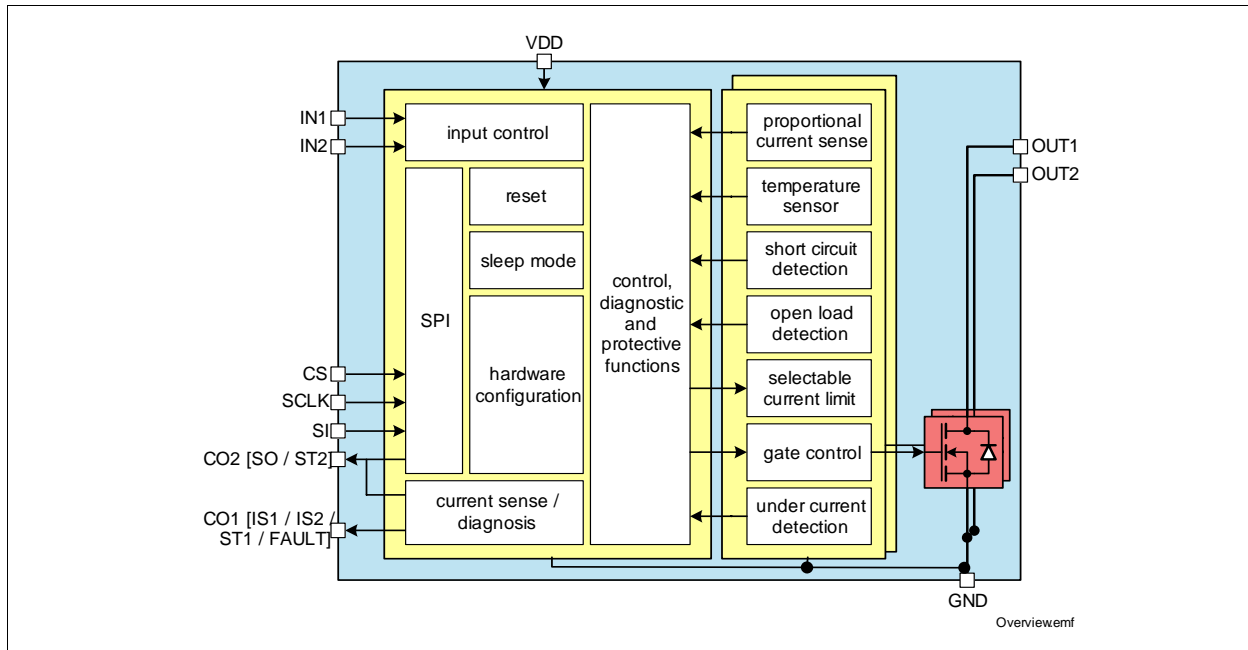 VDD
IN1
IN2
input control
SPI
reset
sleep mode
hardware
configuration
current sense /
diagnosis
control,
diagnostic
and
protective
functions
proportional
current sense
temperature
sensor
short circuit
detection
open load
detection
selectable
current limit
gate control
under current
detection
OUT1
OUT2
CS
SCLK
SI
CO2 [SO / ST2]
CO1 [IS1 / IS2 /
ST1 / FAULT]
GND
Overview.emf